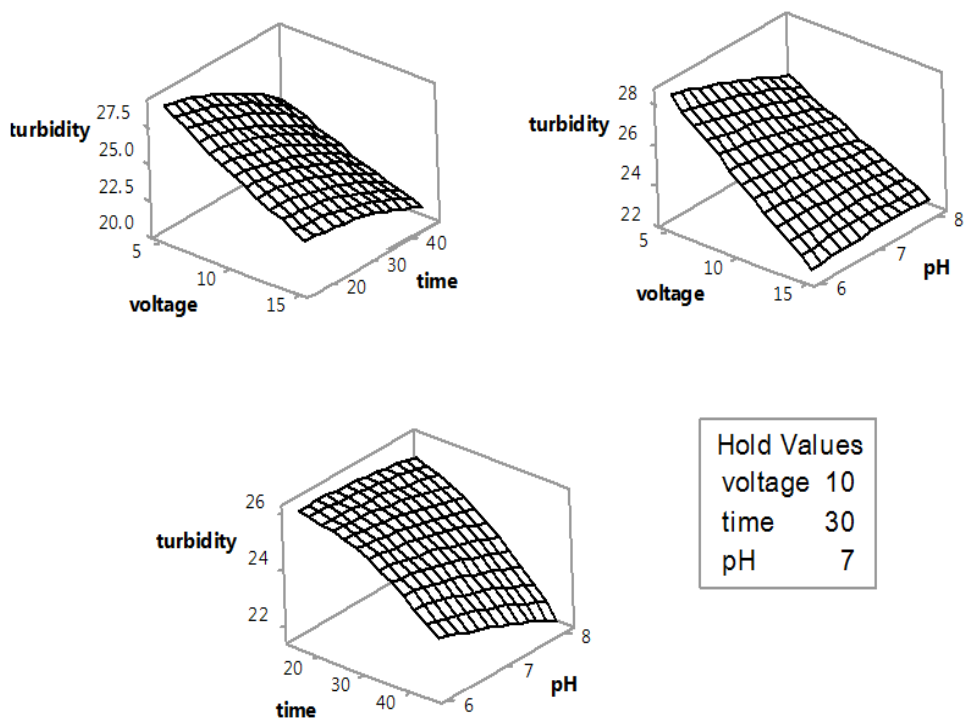 27.5
turbidity
25.0
22.5
20.0
5
10
15
voltage
20
30
40
time
28
turbidity
26
24
22
5
10
15
voltage
6
7
8
pH
26
turbidity
24
22
20
30
40
time
6
7
8
pH
Hold Values
voltage 10
time 30
pH 7